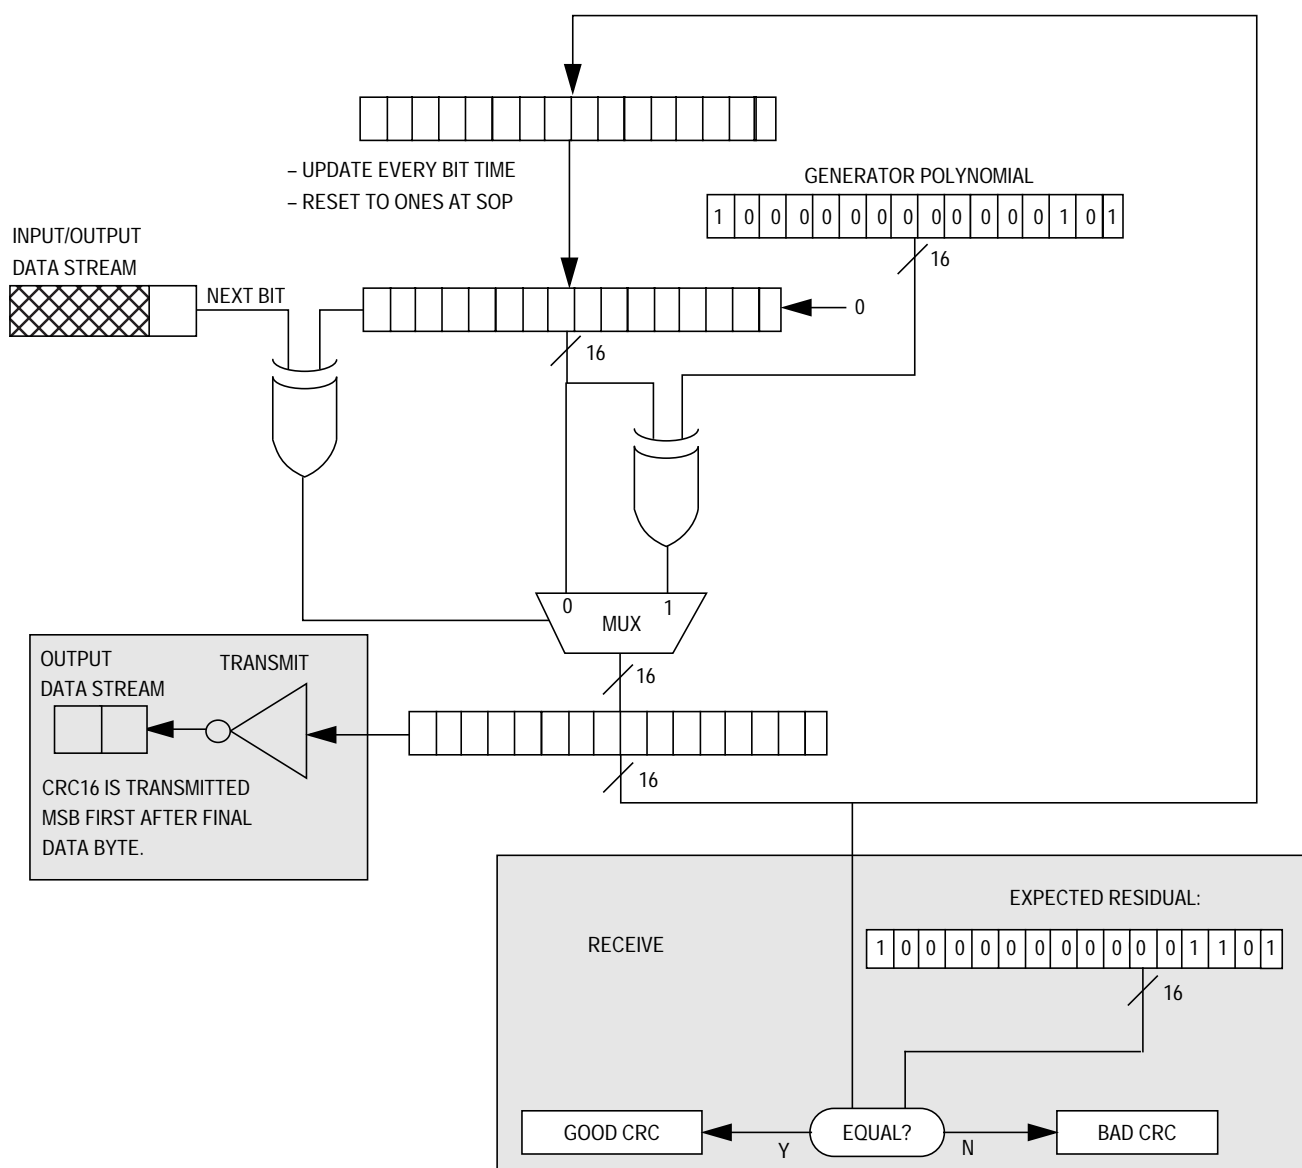 – UPDATE EVERY BIT TIME
– RESET TO ONES AT SOP
GENERATOR POLYNOMIAL
1 0 0 0 0 0 0 0 0 0 0 0 0 1 0 1
16
INPUT/OUTPUT
DATA STREAM
NEXT BIT
0
16
0 1
MUX
16
OUTPUT
DATA STREAM
TRANSMIT
16
CRC16 IS TRANSMITTED
MSB FIRST AFTER FINAL
DATA BYTE.
EXPECTED RESIDUAL:
RECEIVE
1 0 0 0 0 0 0 0 0 0 0 0 1 1 0 1
16
GOOD CRC
Y
EQUAL?
N
BAD CRC